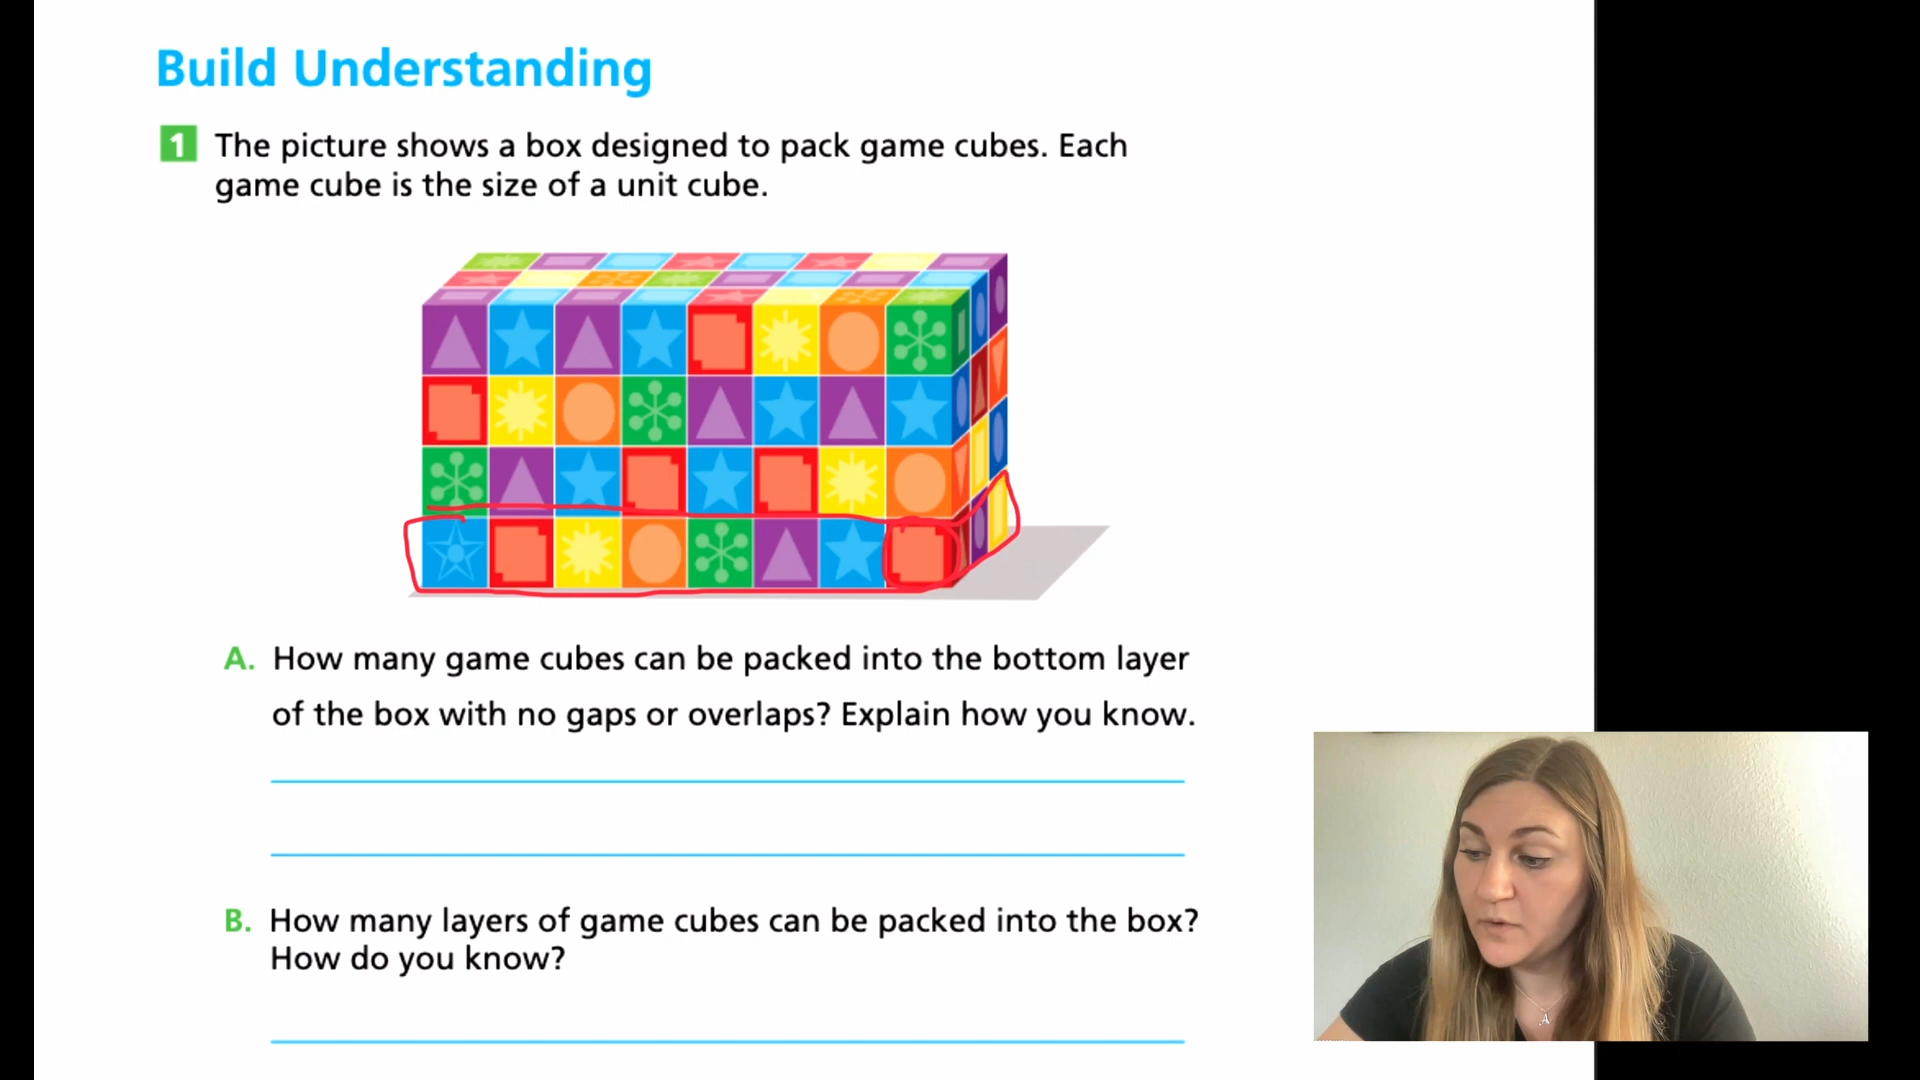 Build Understanding
1 The picture shows a box designed to pack game cubes. Each
game cube is the size of a unit cube.
A. How many game cubes can be packed into the bottom layer
of the box with no gaps or overlaps? Explain how you know.
B. How many layers of game cubes can be packed into the box?
How do you know?
A